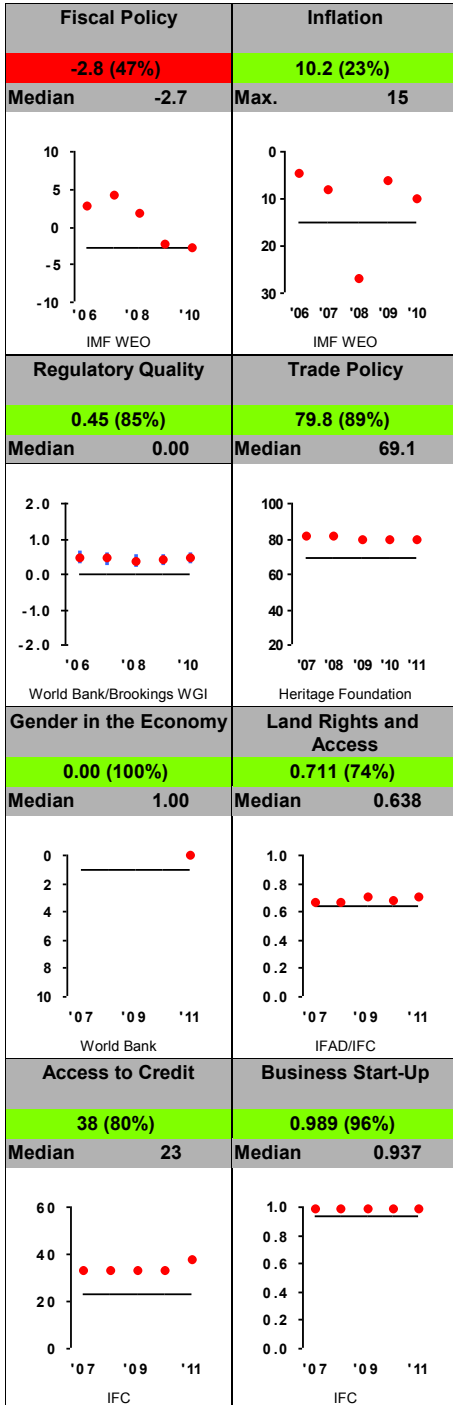 Fiscal Policy
-2.8 (47%)
Median -2.7
10
5
0
-5
-10
'06 '08 '10
IMF WEO
Inflation
10.2 (23%)
Max. 15
0
10
20
30
'06 '07 '08 '09 '10
IMF WEO
Regulatory Quality
0.45 (85%)
Median 0.00
2.0
1.0
0.0
-1.0
-2.0
'06 '08 '10
World Bank/Brookings WGI
Trade Policy
79.8 (89%)
Median 69.1
100
80
60
40
20
'07 '08 '09 '10 '11
Heritage Foundation
Gender in the Economy
0.00 (100%)
Median 1.00
0
2
4
6
8
10
'07 '09 '11
World Bank
Land Rights and
Access
0.711 (74%)
Median 0.638
1.0
0.8
0.6
0.4
0.2
0.0
'07 '09 '11
IFAD/IFC
Access to Credit
38 (80%)
Median 23
60
40
20
0
'07 '09 '11
IFC
Business Start-Up
0.989 (96%)
Median 0.937
1.0
0.8
0.6
0.4
0.2
0.0
'07 '09 '11
IFC